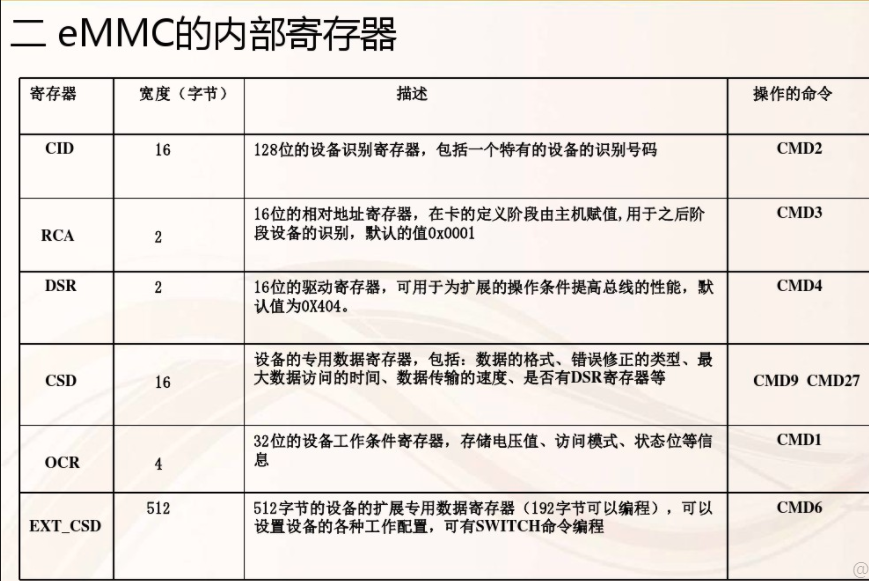 二 eMMC的内部寄存器
寄存器 宽度（字节） 描述 操作的命令
CID 16 128位的设备识别寄存器，包括一个特有的设备的识别号码 CMD2
RCA 2 16位的相对地址寄存器，在卡的定义阶段由主机赋值,用于之后阶
段设备的识别，默认的值0x0001 CMD3
DSR 2 16位的驱动寄存器，可用于为扩展的操作条件提高总线的性能，默
认值为0X404。 CMD4
CSD 16 设备的专用数据寄存器，包括：数据的格式、错误修正的类型、最
大数据访问的时间、数据传输的速度、是否有DSR寄存器等 CMD9 CMD27
OCR 4 32位的设备工作条件寄存器，存储电压值、访问模式、状态位等信
息 CMD1
EXT_CSD 512 512字节的设备的扩展专用数据寄存器（192字节可以编程），可以
设置设备的各种工作配置，可有SWITCH命令编程 CMD6
@